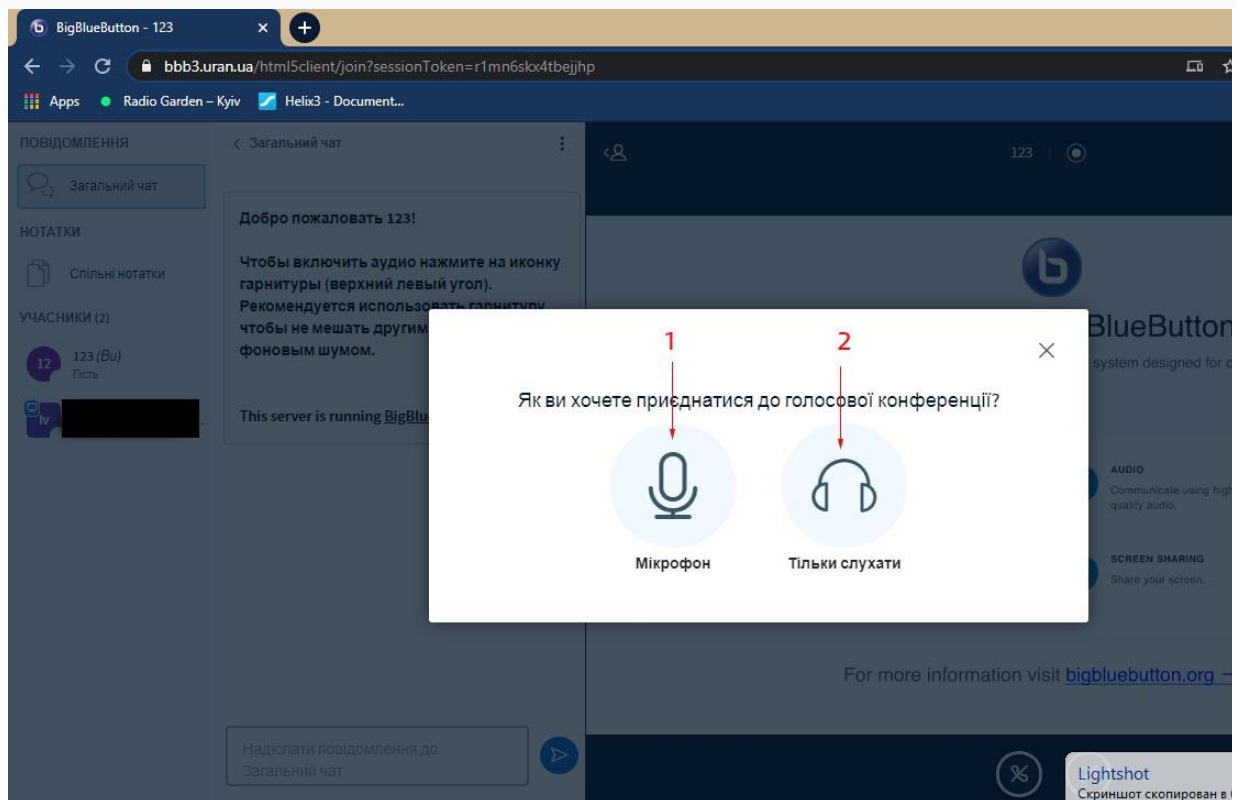 BigBlueButton - 123
bbb3.uran.ua/html5client/join?sessionToken=r1mn6skx4tbejjhp
Apps
Radio Garden – Kyiv
Helix3 - Document...
ПОВІДОМЛЕННЯ
Загальний чат
НОТАТКИ
Спільні нотатки
УЧАСНИКИ (2)
12
123 (Ви)
Гість
lv
Загальний чат
Добро пожаловать 123!
Чтобы включить аудио нажмите на иконку
гарнитуры (верхний левый угол).
Рекомендуется использовать гарнитуру,
чтобы не мешать другим
фоновым шумом.
This server is running BigBlu
Надіслати повідомлення до
Загальний чат
123
BlueButton
system designed for
1
2
Як ви хочете приєднатися до голосової конференції?
Мікрофон
Тільки слухати
AUDIO
Communicate using high
quality audio.
SCREEN SHARING
Share your screen.
For more information visit bigbluebutton.org →
Lightshot
Скриншот скопирован в